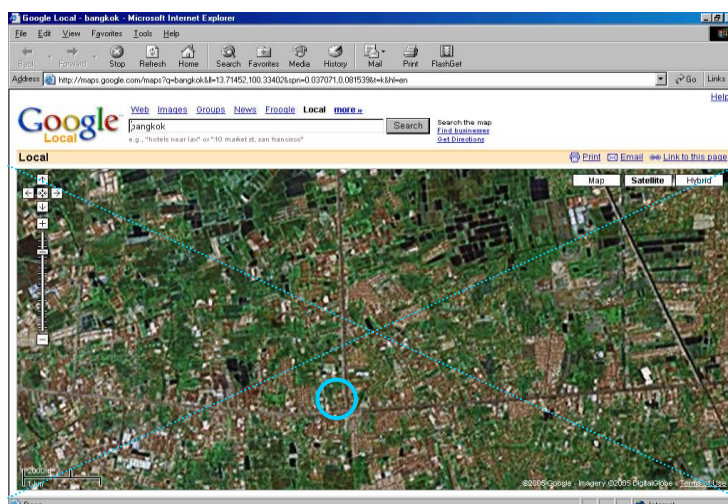 Google Local - bangkok - Microsoft Internet Explorer
File Edit View Favorites Tools Help
Back Forward Stop Refresh Home Search Favorites Media History Mail Print FlashGet
Address http://maps.google.com/maps?q=bangkok&ll=13.71452,100.33402&spn=0.037071,0.081539&t=k&hl=en Go Links
Help
Web Images Groups News Froogle Local more »
Google Local
bangkok Search
Search the map
Find businesses
Get Directions
e.g., "hotels near lax" or "10 market st, san francisco"
Local Print Email Link to this page
Map Satellite Hybrid
2000 ft
1 km
©2005 Google - Imagery ©2005 DigitalGlobe - Terms of Use